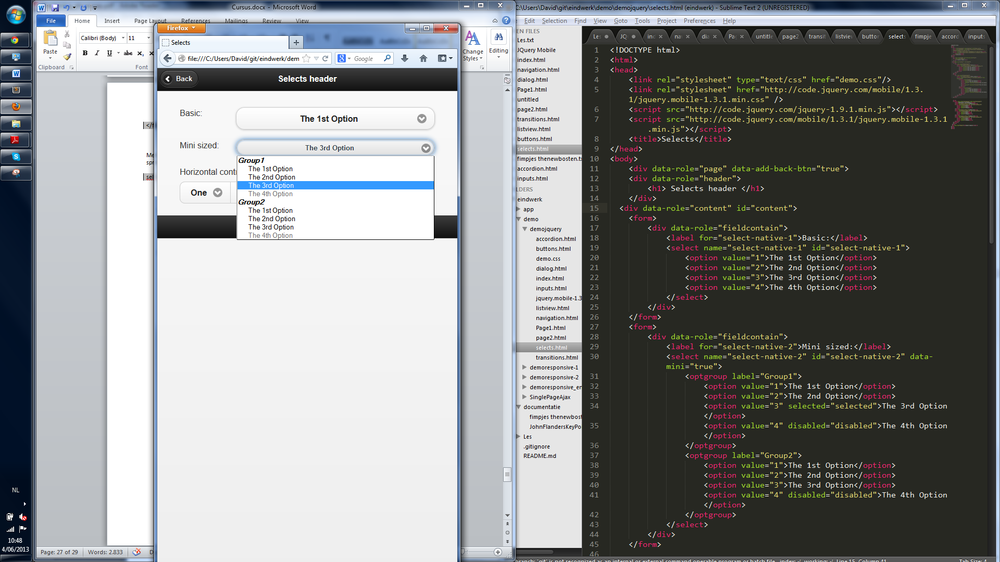 Cursus.docx - Microsoft Word
File
Home
Insert
Page Layout
References
Mailings
Review
View
Paste
Clipboard
Calibri (Body)
11
B I U abc x₂
Font
Change Styles
Editing
Firefox
Selects
file:///C:/Users/David/git/eindwerk/dem
Google
Back
Selects header
Basic:
The 1st Option
Mini sized:
The 3rd Option
Group1
The 1st Option
The 2nd Option
The 3rd Option
The 4th Option
Group2
The 1st Option
The 2nd Option
The 3rd Option
The 4th Option
Horizontal contr
One
NL
10:48
4/06/2013
Page: 27 of 29
Words: 2.833
C:\Users\David\git\eindwerk\demo\demojquery\selects.html (eindwerk) - Sublime Text 2 (UNREGISTERED)
Edit
Selection
Find
View
Goto
Tools
Project
Preferences
Help
EN FILES
Les.txt
JQuery Mobile
index.html
navigation.html
dialog.html
Page1.html
untitled
page2.html
transitions.html
listview.html
buttons.html
selects.html
fimpjes thenewbosten.tx
accordion.html
inputs.html
LDERS
eindwerk
app
demo
demojquery
accordion.html
buttons.html
demo.css
dialog.html
index.html
inputs.html
jquery.mobile-1.3
listview.html
navigation.html
Page1.html
page2.html
selects.html
transitions.html
demoresponsive-1
demoresponsive-2
demoresponsive_en
SinglePageAjax
documentatie
fimpjes thenewbost
JohnFlandersKeyPo
Les
.gitignore
README.md
Les
JQ
in
na
dia
Pa
untitle
page2
transit
listviev
buttor
selects
fimpje
accord
inputs
1 <!DOCTYPE html>
2 <html>
3 <head>
4 <link rel="stylesheet" type="text/css" href="demo.css"/>
5 <link rel="stylesheet" href="http://code.jquery.com/mobile/1.3.
1/jquery.mobile-1.3.1.min.css" />
6 <script src="http://code.jquery.com/jquery-1.9.1.min.js"></script>
7 <script src="http://code.jquery.com/mobile/1.3.1/jquery.mobile-1.3.1
.min.js"></script>
8 <title>Selects</title>
9 </head>
10 <body>
11 <div data-role="page" data-add-back-btn="true">
12 <div data-role="header">
13 <h1> Selects header </h1>
14 </div>
15 <div data-role="content" id="content">
16 <form>
17 <div data-role="fieldcontain">
18 <label for="select-native-1">Basic:</label>
19 <select name="select-native-1" id="select-native-1">
20 <option value="1">The 1st Option</option>
21 <option value="2">The 2nd Option</option>
22 <option value="3">The 3rd Option</option>
23 <option value="4">The 4th Option</option>
24 </select>
25 </div>
26 </form>
27 <form>
28 <div data-role="fieldcontain">
29 <label for="select-native-2">Mini sized:</label>
30 <select name="select-native-2" id="select-native-2" data-
mini="true">
31 <optgroup label="Group1">
32 <option value="1">The 1st Option</option>
33 <option value="2">The 2nd Option</option>
34 <option value="3" selected="selected">The 3rd Option
</option>
35 <option value="4" disabled="disabled">The 4th Option
</option>
36 </optgroup>
37 <optgroup label="Group2">
38 <option value="1">The 1st Option</option>
39 <option value="2">The 2nd Option</option>
40 <option value="3">The 3rd Option</option>
41 <option value="4" disabled="disabled">The 4th Option
</option>
42 </optgroup>
43 </select>
44 </div>
45 </form>
46